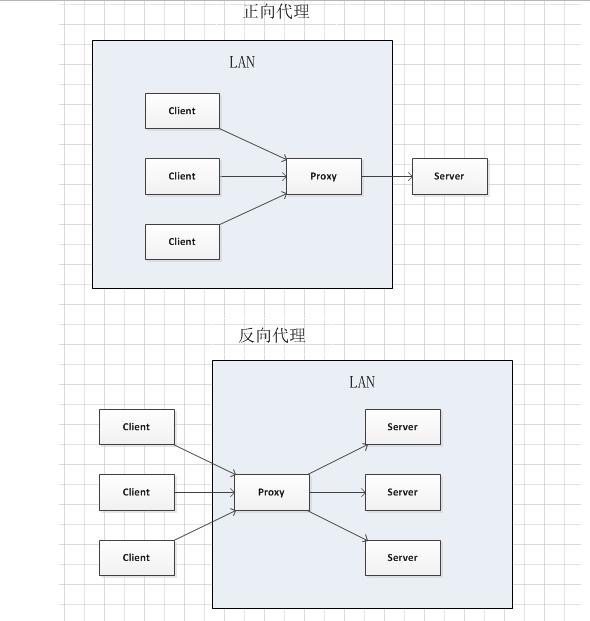 正向代理
LAN
Client
Client
Proxy
Server
Client
反向代理
LAN
Client
Server
Client
Proxy
Server
Client
Server